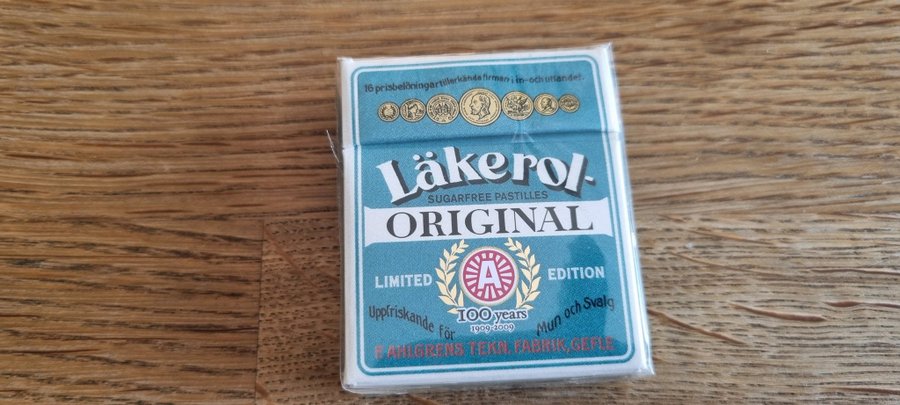 16 prisbelöningar tillerkända firman i in- och utlandet.
Läkerol
SUGARFREE PASTILLES
ORIGINAL
LIMITED EDITION
A
100 years
1909-2009
Uppfriskande för Mun och Svalg
F. AHLGRENS TEKN. FABRIK, GEFLE